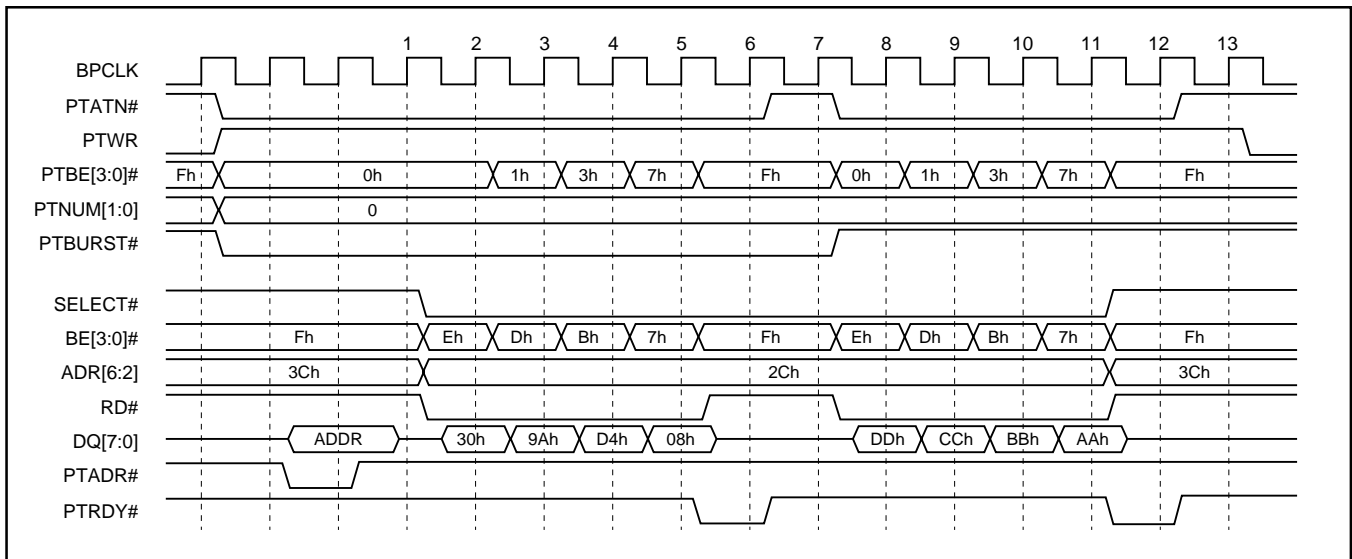 1 2 3 4 5 6 7 8 9 10 11 12 13
BPCLK
PTATN#
PTWR
PTBE[3:0]# Fh 0h 1h 3h 7h Fh 0h 1h 3h 7h Fh
PTNUM[1:0] 0
PTBURST#
SELECT#
BE[3:0]# Fh Eh Dh Bh 7h Fh Eh Dh Bh 7h Fh
ADR[6:2] 3Ch 2Ch 3Ch
RD#
DQ[7:0] ADDR 30h 9Ah D4h 08h DDh CCh BBh AAh
PTADR#
PTRDY#